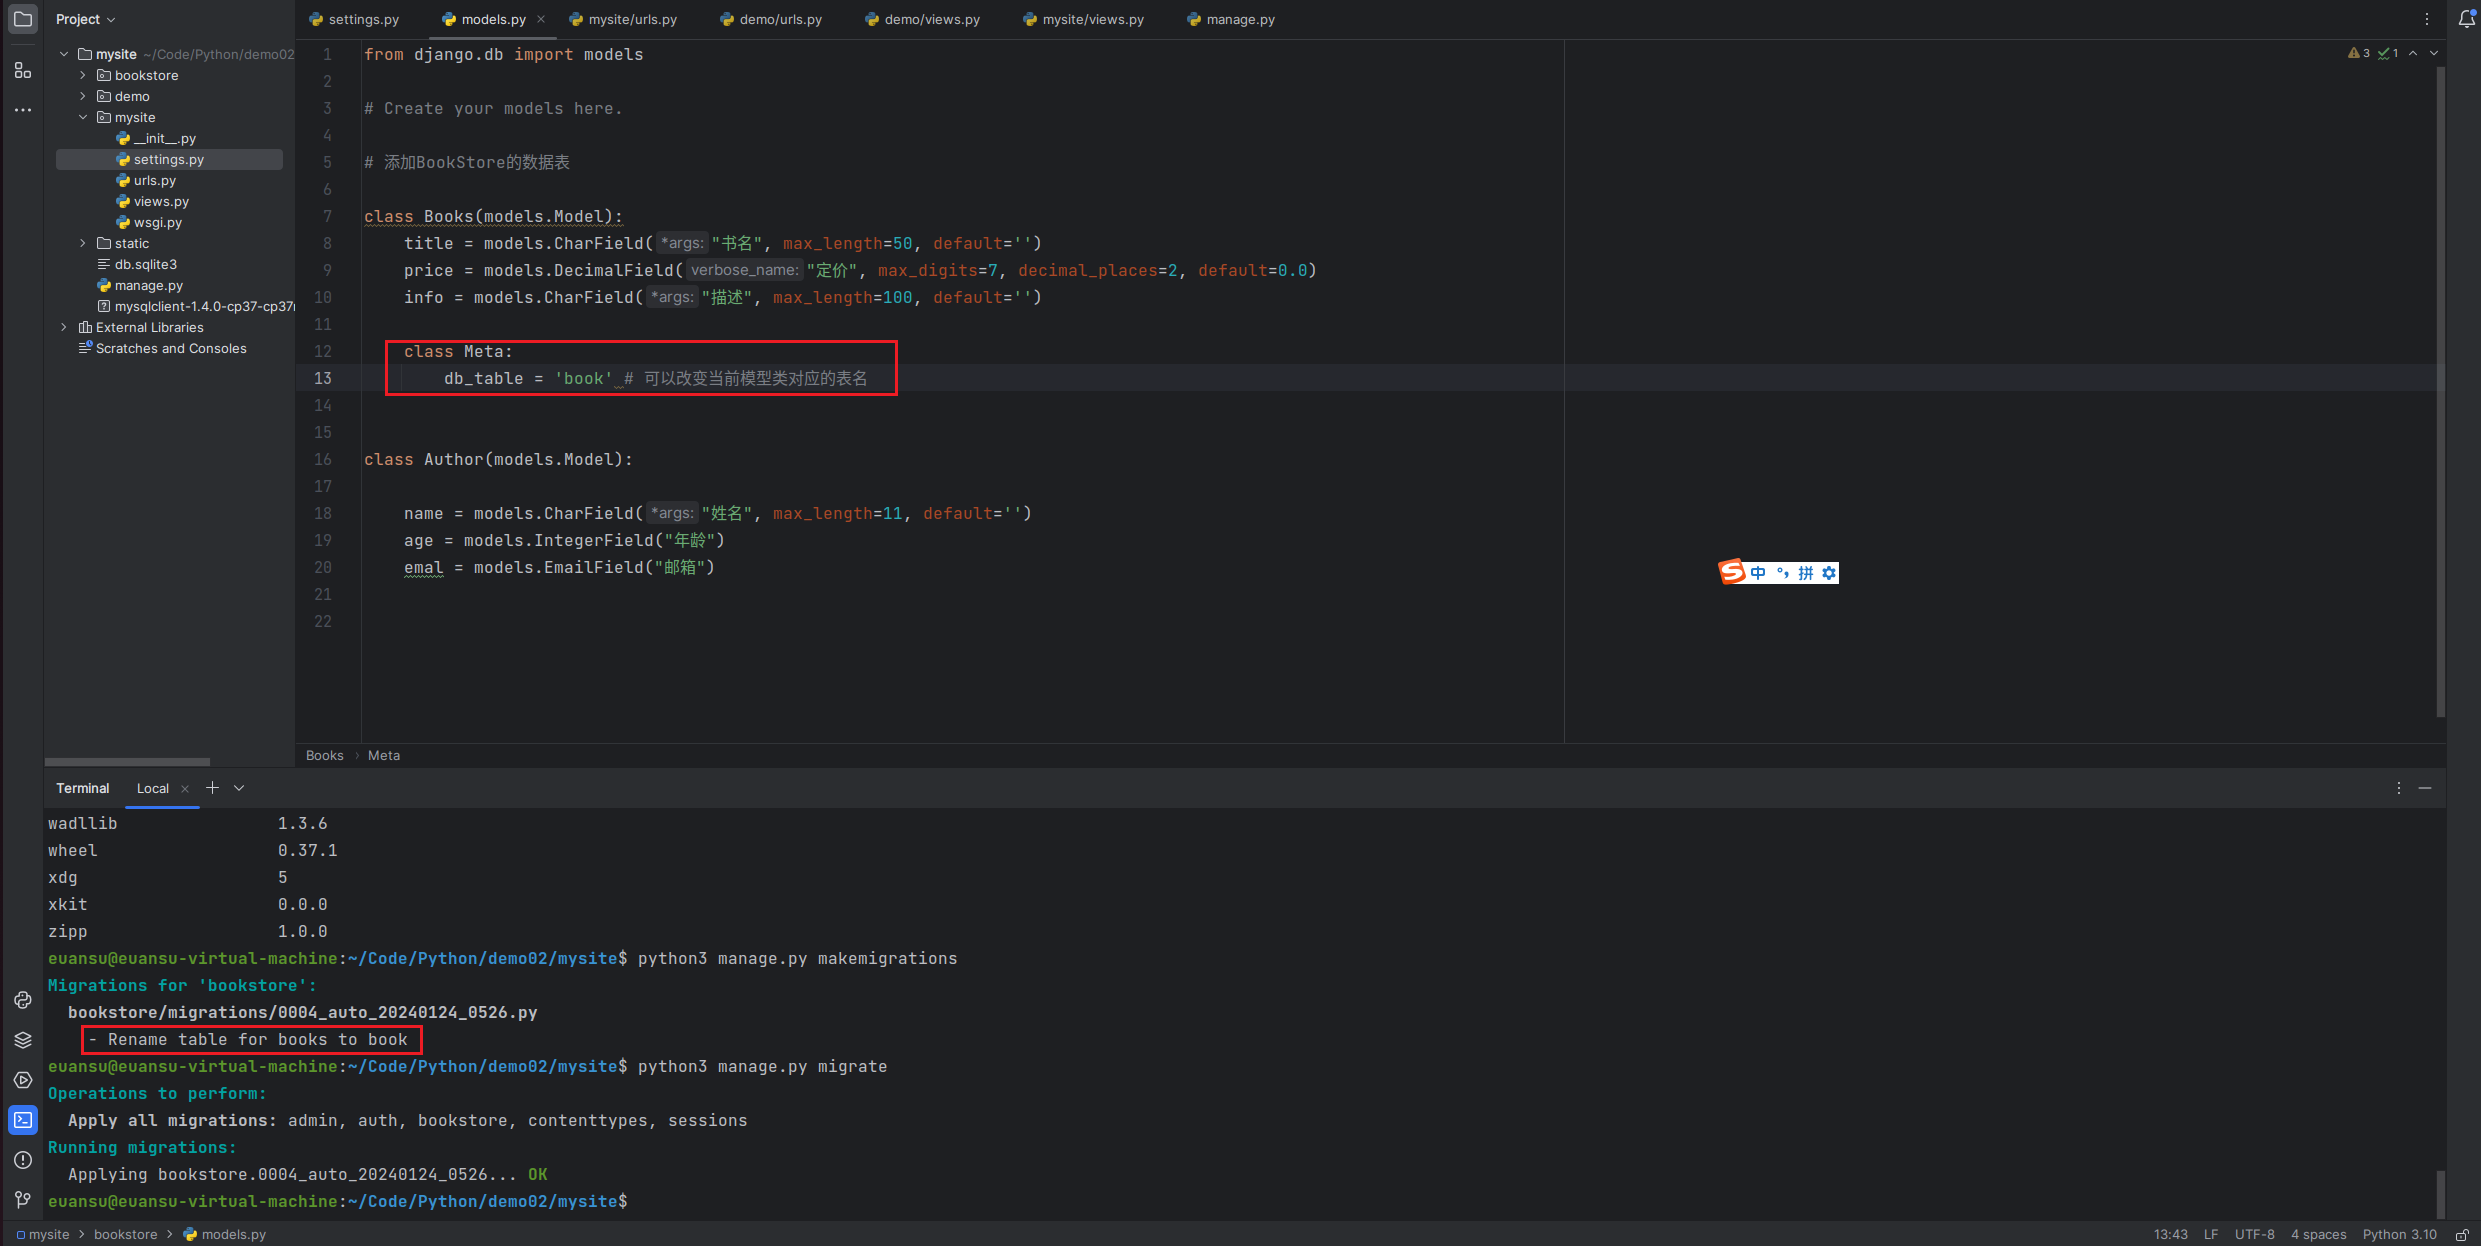 Project
settings.py
models.py
mysite/urls.py
demo/urls.py
demo/views.py
mysite/views.py
manage.py
mysite ~/Code/Python/demo02
bookstore
demo
mysite
__init__.py
settings.py
urls.py
views.py
wsgi.py
static
db.sqlite3
manage.py
mysqlclient-1.4.0-cp37-cp37
External Libraries
Scratches and Consoles
3 1
1 from django.db import models
2
3 # Create your models here.
4
5 # 添加BookStore的数据表
6
7 class Books(models.Model):
8 title = models.CharField( *args: "书名", max_length=50, default='')
9 price = models.DecimalField( verbose_name: "定价", max_digits=7, decimal_places=2, default=0.0)
10 info = models.CharField( *args: "描述", max_length=100, default='')
11
12 class Meta:
13 db_table = 'book' # 可以改变当前模型类对应的表名
14
15
16 class Author(models.Model):
17
18 name = models.CharField( *args: "姓名", max_length=11, default='')
19 age = models.IntegerField("年龄")
20 emal = models.EmailField("邮箱")
21
22
S 中 °, 拼
Books › Meta
Terminal Local
wadllib 1.3.6
wheel 0.37.1
xdg 5
xkit 0.0.0
zipp 1.0.0
euansu@euansu-virtual-machine:~/Code/Python/demo02/mysite$ python3 manage.py makemigrations
Migrations for 'bookstore':
bookstore/migrations/0004_auto_20240124_0526.py
- Rename table for books to book
euansu@euansu-virtual-machine:~/Code/Python/demo02/mysite$ python3 manage.py migrate
Operations to perform:
Apply all migrations: admin, auth, bookstore, contenttypes, sessions
Running migrations:
Applying bookstore.0004_auto_20240124_0526... OK
euansu@euansu-virtual-machine:~/Code/Python/demo02/mysite$
mysite › bookstore › models.py
13:43 LF UTF-8 4 spaces Python 3.10